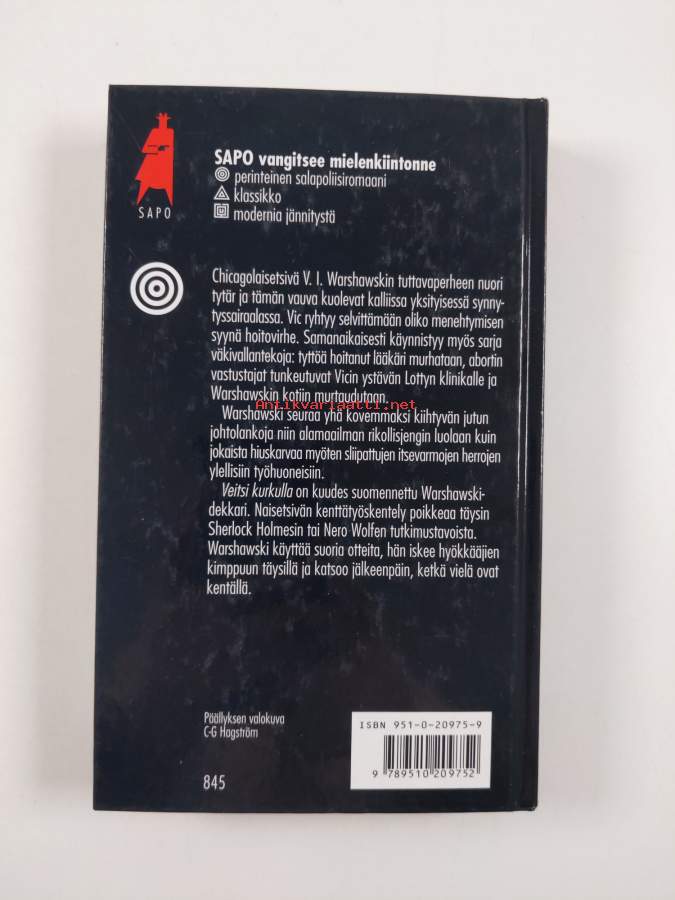 SAPO vangitsee mielenkiintonne
perinteinen salapoliisiromaani
klassikko
modernia jännitystä
SAPO
Chicagolaisetsivä V. I. Warshawskin tuttavaperheen nuori
tytär ja tämän vauva kuolevat kalliissa yksityisessä synny-
tyssairaalassa. Vic ryhtyy selvittämään oliko menehtymisen
syynä hoitovirhe. Samanaikaisesti käynnistyy myös sarja
väkivallantekoja: tyttöä hoitanut lääkäri murhataan, abortin
vastustajat tunkeutuvat Vicin ystävän Lottyn klinikalle ja
Warshawskin kotiin murtaudutaan.
Antikvariaatti.net
Warshawski seuraa yhä kovemmaksi kiihtyvän jutun
johtolankoja niin alamaailman rikollisjengin luolaan kuin
jokaista hiuskarvaa myöten sliipattujen itsevarmojen herrojen
ylellisiin työhuoneisiin.
Veitsi kurkulla on kuudes suomennettu Warshawski-
dekkari. Naisetsivän kenttätyöskentely poikkeaa täysin
Sherlock Holmesin tai Nero Wolfen tutkimustavoista.
Warshawski käyttää suoria otteita, hän iskee hyökkääjien
kimppuun täysillä ja katsoo jälkeenpäin, ketkä vielä ovat
kentällä.
Päällyksen valokuva
C-G Hagström
845
ISBN 951-0-20975-9
9 789510 209752